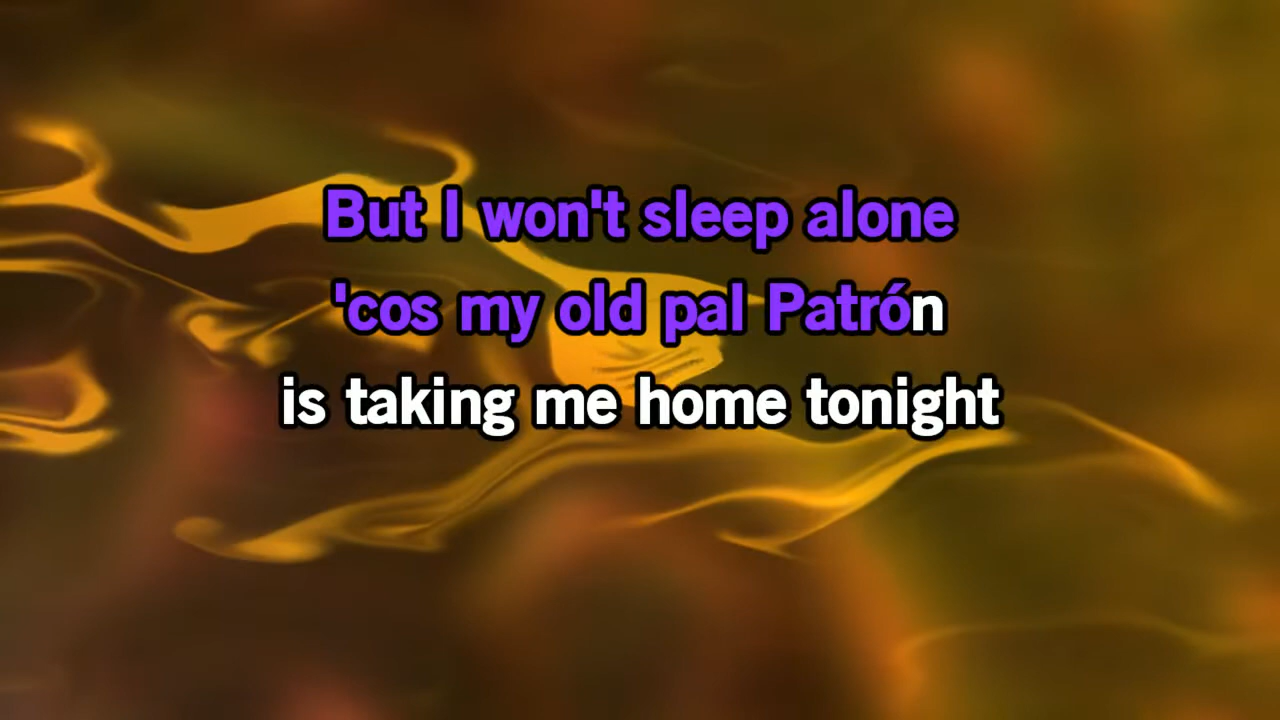 But I won't sleep alone
'cos my old pal Patrón
is taking me home tonight